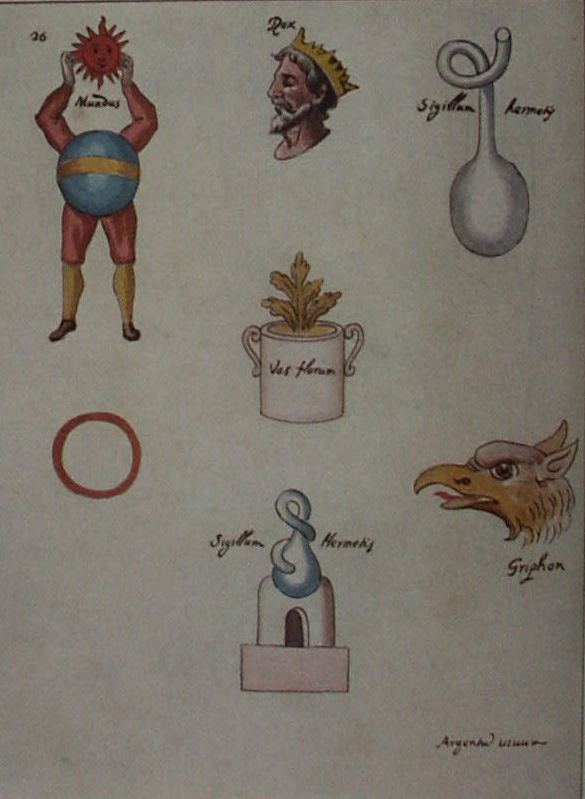 26
Rex
Mundus
Sigillum hermetis
Vas florum
Sigillum Hermetis
Griphon